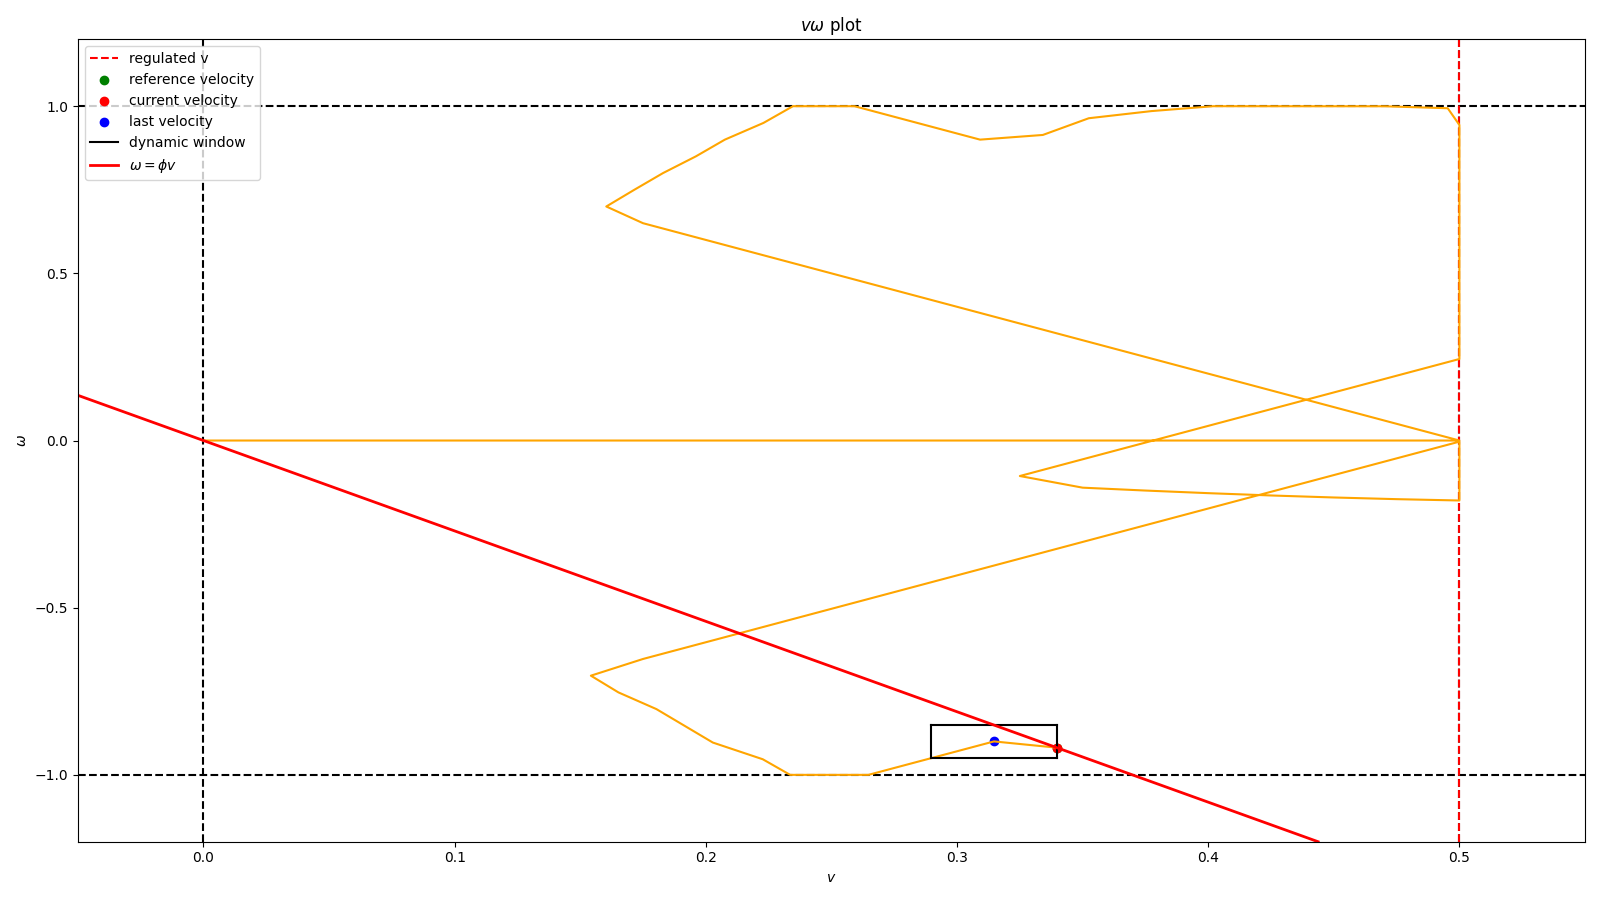 vω plot
regulated v
reference velocity
current velocity
last velocity
dynamic window
ω = ϕv
1.0
0.5
0.0
−0.5
−1.0
ω
0.0 0.1 0.2 0.3 0.4 0.5
v